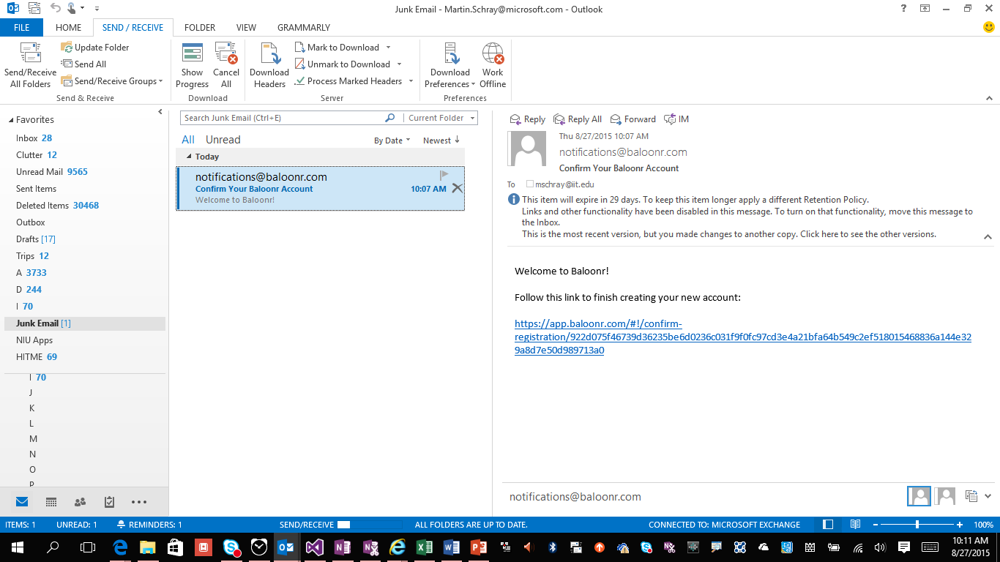 Junk Email - Martin.Schray@microsoft.com - Outlook
FILE HOME SEND / RECEIVE FOLDER VIEW GRAMMARLY
Send/Receive
All Folders
Update Folder
Send All
Send/Receive Groups
Send & Receive
Show
Progress
Cancel
All
Download
Download
Headers
Mark to Download
Unmark to Download
Process Marked Headers
Server
Download
Preferences
Work
Offline
Preferences
Favorites
Inbox 28
Clutter 12
Unread Mail 9565
Sent Items
Deleted Items 30468
Outbox
Drafts [17]
Trips 12
A 3733
D 244
I 70
Junk Email [1]
NIU Apps
HITME 69
I 70
J
K
L
M
N
O
P
Search Junk Email (Ctrl+E) Current Folder
All Unread By Date Newest
Today
notifications@baloonr.com
Confirm Your Baloonr Account 10:07 AM
Welcome to Baloonr!
Reply Reply All Forward IM
Thu 8/27/2015 10:07 AM
notifications@baloonr.com
Confirm Your Baloonr Account
To mschray@iit.edu
This item will expire in 29 days. To keep this item longer apply a different Retention Policy.
Links and other functionality have been disabled in this message. To turn on that functionality, move this message to
the Inbox.
This is the most recent version, but you made changes to another copy. Click here to see the other versions.
Welcome to Baloonr!
Follow this link to finish creating your new account:
https://app.baloonr.com/#!/confirm-
registration/922d075f46739d36235be6d0236c031f9f0fc97cd3e4a21bfa64b549c2ef518015468836a144e32
9a8d7e50d989713a0
notifications@baloonr.com
ITEMS: 1 UNREAD: 1 REMINDERS: 1 SEND/RECEIVE ALL FOLDERS ARE UP TO DATE. CONNECTED TO: MICROSOFT EXCHANGE 100%
10:11 AM
8/27/2015